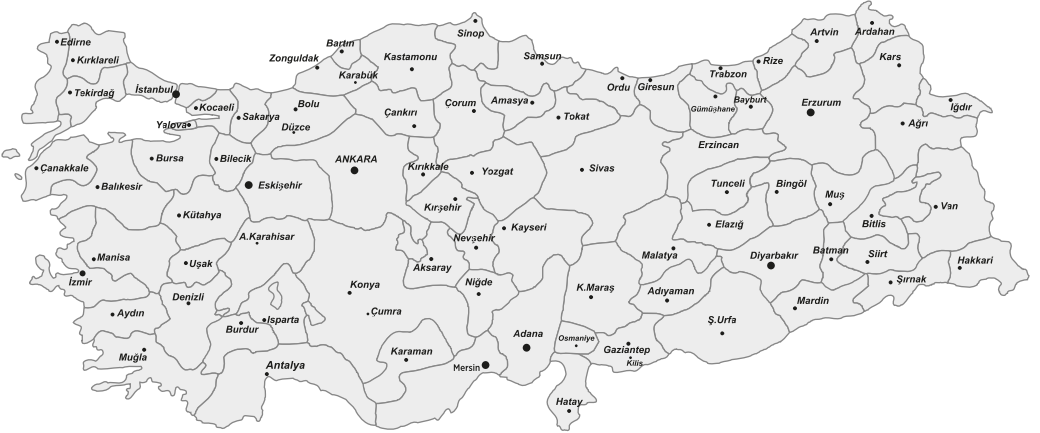 Edirne
Kırklareli
Tekirdağ
İstanbul
Kocaeli
Yalova
Sakarya
Zonguldak
Bartın
Karabük
Bolu
Düzce
Kastamonu
Çankırı
Sinop
Samsun
Çorum
Amasya
Tokat
Ordu
Giresun
Trabzon
Gümüşhane
Bayburt
Rize
Artvin
Ardahan
Kars
Iğdır
Ağrı
Erzurum
Erzincan
Çanakkale
Balıkesir
Bursa
Bilecik
Eskişehir
Kütahya
ANKARA
Kırıkkale
Kırşehir
Yozgat
Sivas
Tunceli
Bingöl
Muş
Bitlis
Van
Elazığ
Malatya
Diyarbakır
Batman
Siirt
Şırnak
Hakkari
Mardin
Manisa
İzmir
Uşak
A.Karahisar
Aydın
Denizli
Muğla
Burdur
Isparta
Antalya
Konya
Çumra
Karaman
Aksaray
Nevşehir
Niğde
Kayseri
Adana
Mersin
K.Maraş
Adıyaman
Ş.Urfa
Osmaniye
Gaziantep
Kilis
Hatay